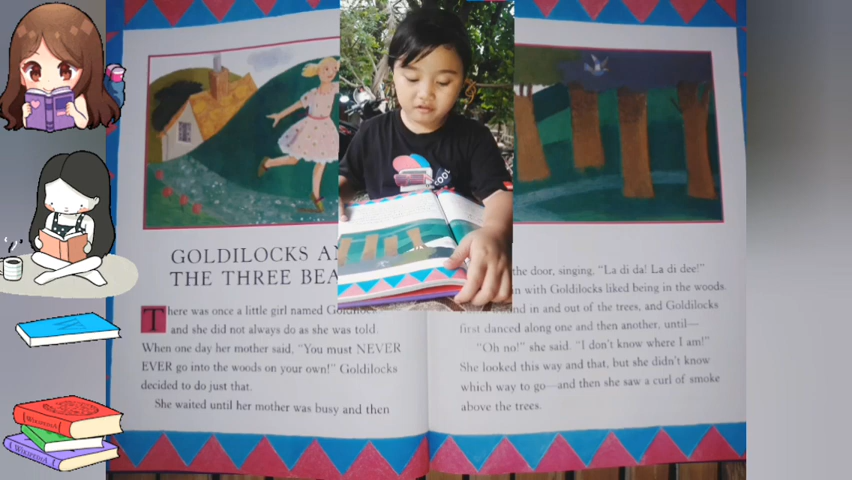 GOLDILOCKS A
THE THREE BEA
There was once a little girl named
and she did not always do as she was told.
When one day her mother said, "You must NEVER
EVER go into the woods on your own!" Goldilocks
decided to do just that.
She waited until her mother was busy and then
the door, singing, "La di da! La di dee!"
with Goldilocks liked being in the woods.
in and out of the trees, and Goldilocks
first danced along one and then another, until—
"Oh no!" she said. "I don't know where I am!"
She looked this way and that, but she didn't know
which way to go—and then she saw a curl of smoke
above the trees.
W
WIKIPEDIA
WIKIPEDIA